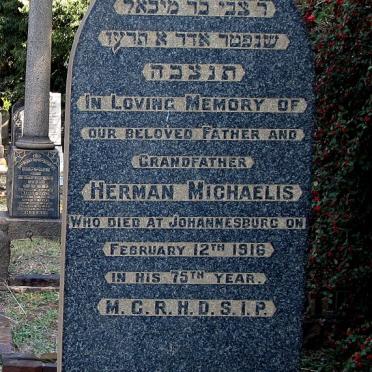 ר צבי בר מיכאל
שנפטר אדר א תרעו
תנצבה
In Loving Memory of
our beloved Father and
Grandfather
Herman Michaelis
Who died at Johannesburg on
February 12th 1916
in his 75th year.
M.G.R.H.D.S.I.P.